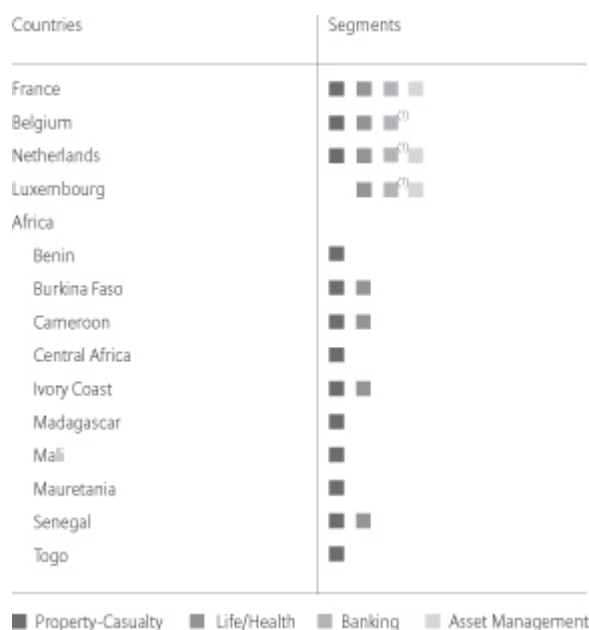 Countries Segments
France
Belgium (1)
Netherlands (1)
Luxembourg (1)
Africa
Benin
Burkina Faso
Cameroon
Central Africa
Ivory Coast
Madagascar
Mali
Mauretania
Senegal
Togo
Property-Casualty Life/Health Banking Asset Management